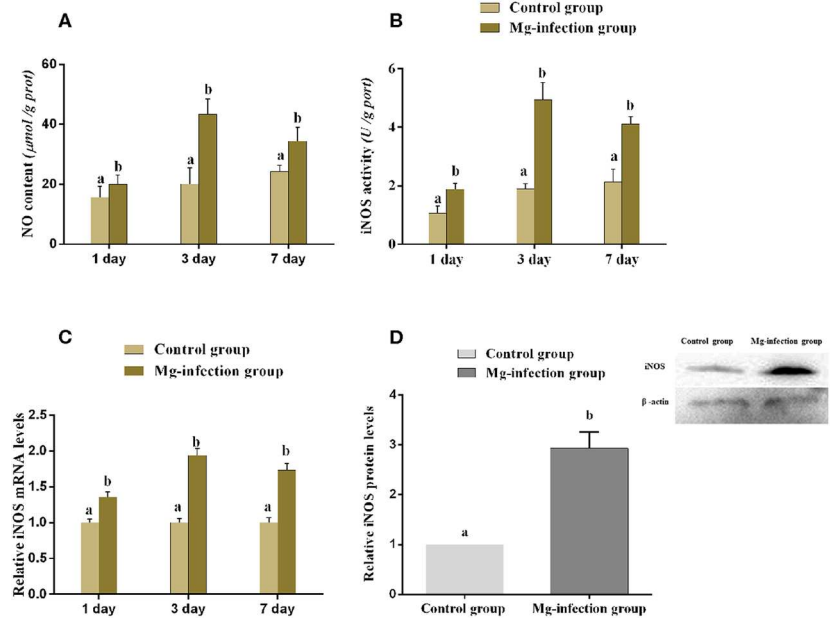 A
NO content (μmol /g prot)
60
40
20
0
a
b
a
b
a
b
1 day
3 day
7 day
Control group
Mg-infection group
B
iNOS activity (U /g port)
6
4
2
0
a
b
a
b
a
b
1 day
3 day
7 day
C
Control group
Mg-infection group
Relative iNOS mRNA levels
2.5
2.0
1.5
1.0
0.5
0.0
a
b
a
b
a
b
1 day
3 day
7 day
D
Control group
Mg-infection group
Relative iNOS protein levels
4
3
2
1
0
a
b
Control group
Mg-infection group
Control group
Mg-infection group
iNOS
β -actin